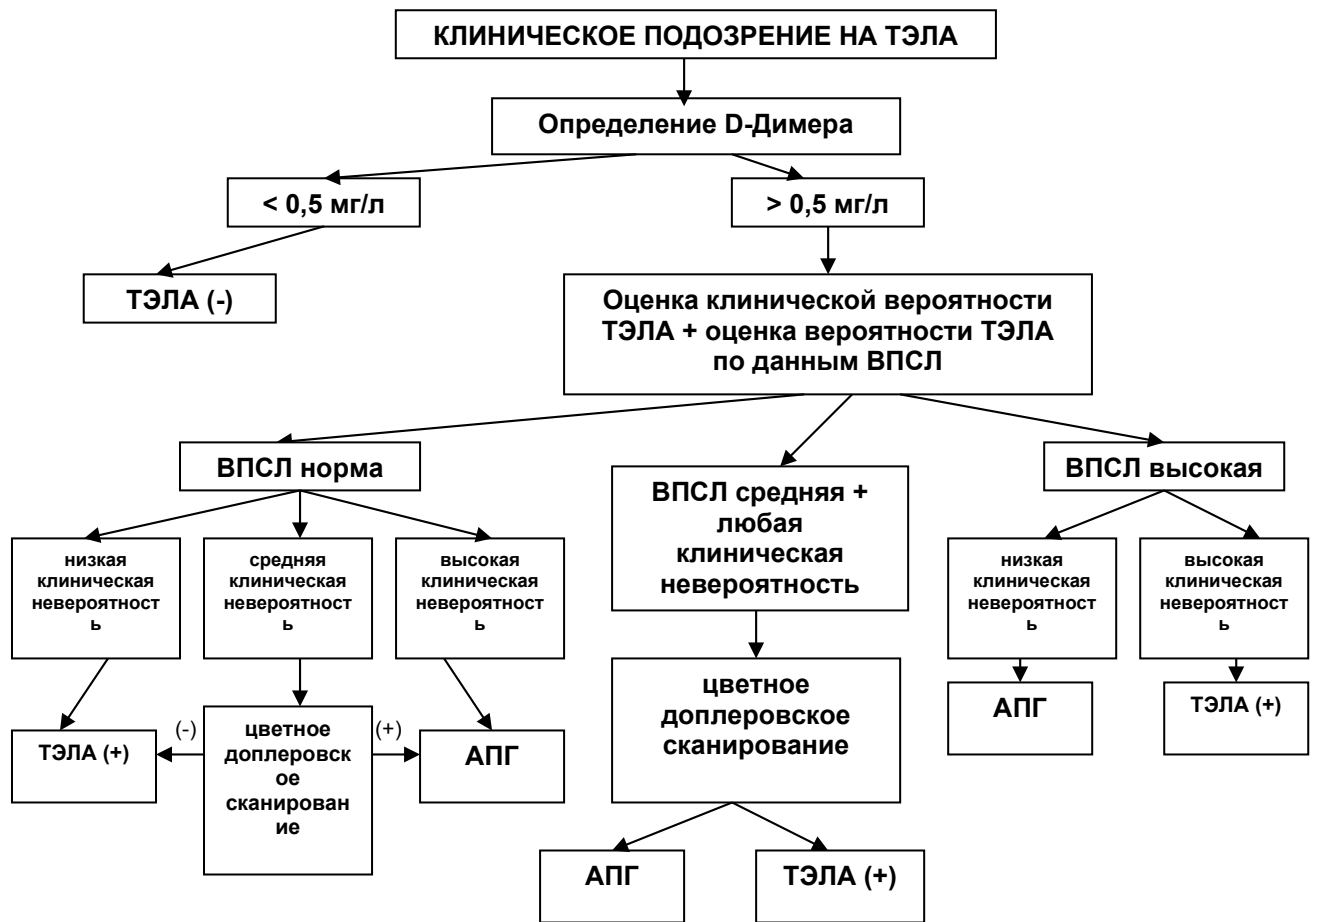 КЛИНИЧЕСКОЕ ПОДОЗРЕНИЕ НА ТЭЛА
Определение D-Димера
< 0,5 мг/л
> 0,5 мг/л
ТЭЛА (-)
Оценка клинической вероятности
ТЭЛА + оценка вероятности ТЭЛА
по данным ВПСЛ
ВПСЛ норма
ВПСЛ средняя +
любая
клиническая
невероятность
ВПСЛ высокая
низкая
клиническая
невероятност
ь
средняя
клиническая
невероятност
ь
высокая
клиническая
невероятност
ь
низкая
клиническая
невероятност
ь
высокая
клиническая
невероятност
ь
ТЭЛА (+)
(-)
цветное
доплеровск
ое
сканирован
ие
(+)
АПГ
цветное
доплеровское
сканирование
АПГ
ТЭЛА (+)
АПГ
ТЭЛА (+)